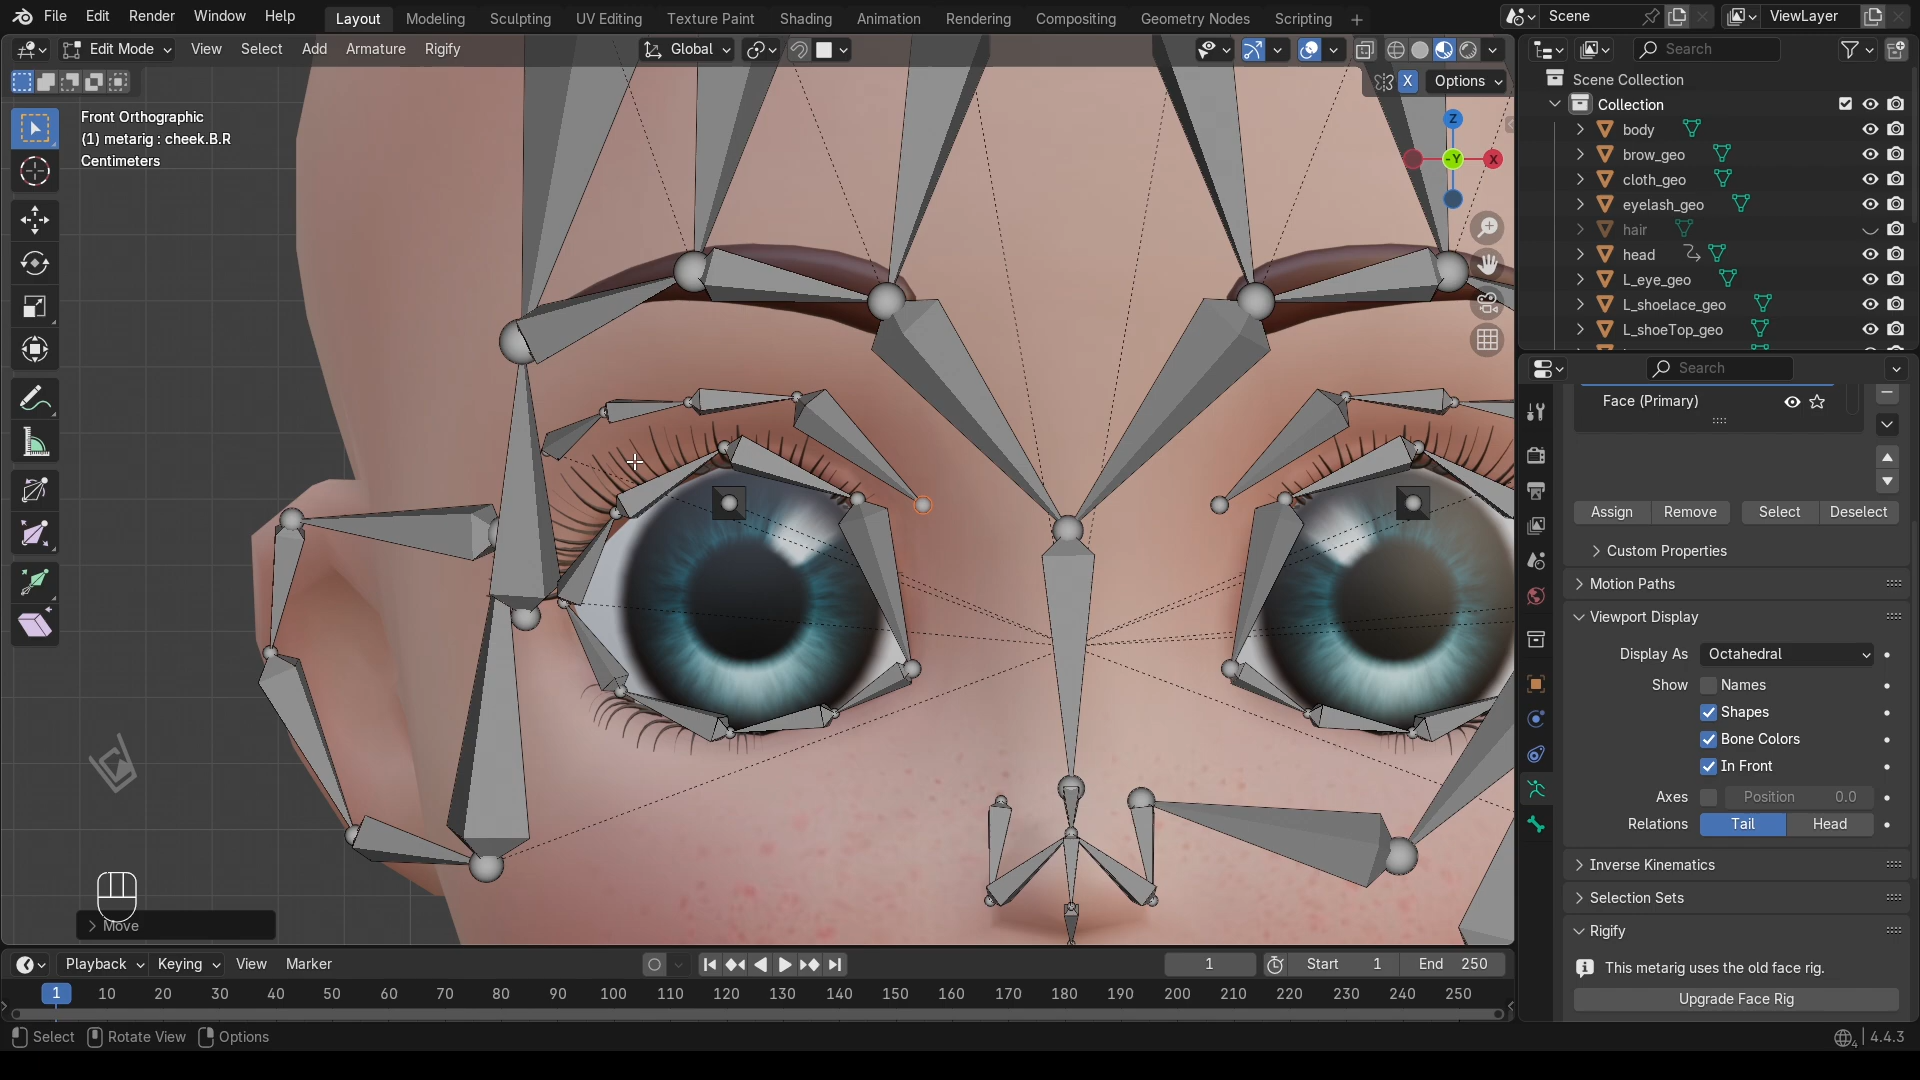 File Edit Render Window Help Layout Modeling Sculpting UV Editing Texture Paint Shading Animation Rendering Compositing Geometry Nodes Scripting + Scene ViewLayer
Edit Mode View Select Add Armature Rigify Global Search
X Options
Front Orthographic
(1) metarig : cheek.B.R
Centimeters
Z
-Y
X
Scene Collection
Collection
body
brow_geo
cloth_geo
eyelash_geo
hair
head
L_eye_geo
L_shoelace_geo
L_shoeTop_geo
Search
Face (Primary)
Assign Remove Select Deselect
Custom Properties
Motion Paths
Viewport Display
Display As Octahedral
Show Names
Shapes
Bone Colors
In Front
Axes Position 0.0
Relations Tail Head
Inverse Kinematics
Selection Sets
Rigify
This metarig uses the old face rig.
Upgrade Face Rig
Move
Playback Keying View Marker 1 Start 1 End 250
1 10 20 30 40 50 60 70 80 90 100 110 120 130 140 150 160 170 180 190 200 210 220 230 240 250
Select Rotate View Options 4 4.4.3